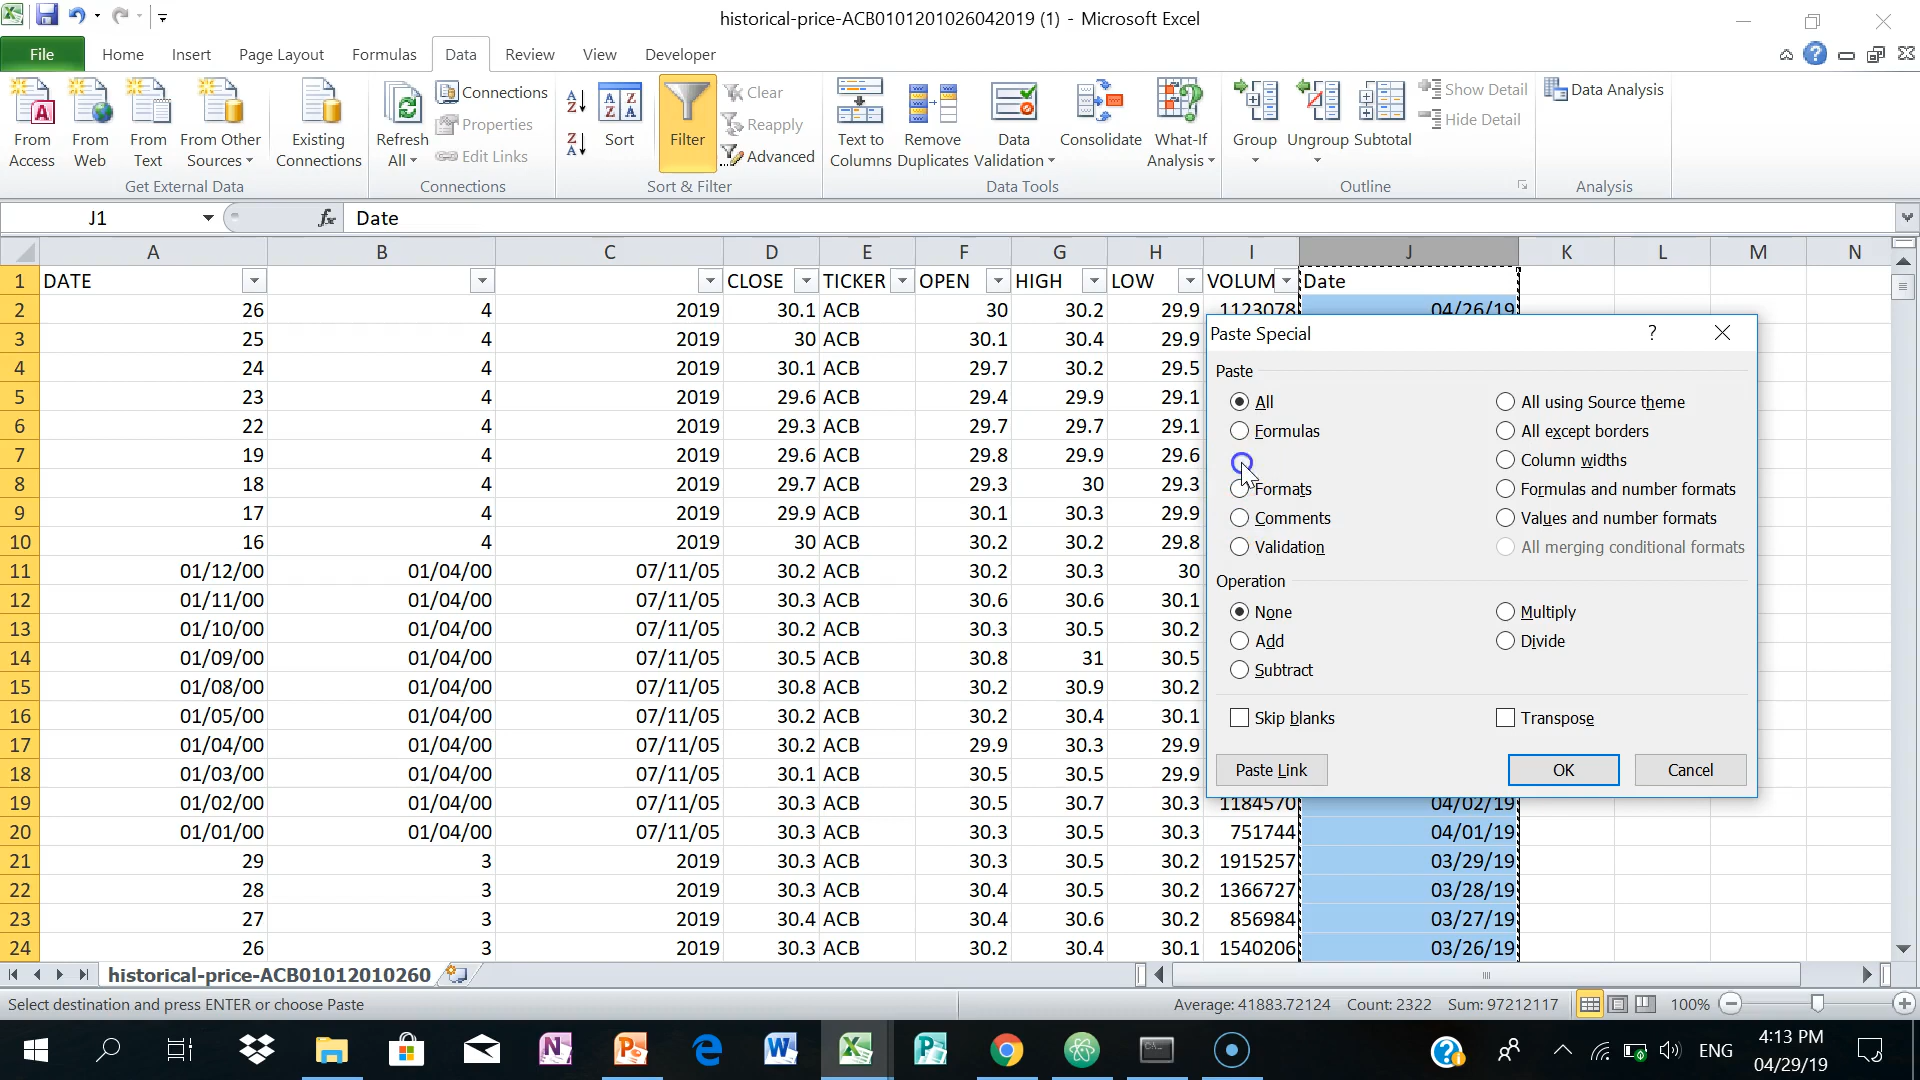 historical-price-ACB0101201026042019 (1) - Microsoft Excel
File Home Insert Page Layout Formulas Data Review View Developer
From Access
From Web
From Text
From Other Sources
Existing Connections
Refresh All
Connections
Properties
Edit Links
Sort
Filter
Clear
Reapply
Advanced
Text to Columns
Remove Duplicates
Data Validation
Consolidate
What-If Analysis
Group
Ungroup
Subtotal
Show Detail
Hide Detail
Data Analysis
Get External Data Connections Sort & Filter Data Tools Outline Analysis
J1 fx Date
A B C D E F G H I J K L M N
1 DATE CLOSE TICKER OPEN HIGH LOW VOLUM Date
2 26 4 2019 30.1 ACB 30 30.2 29.9 1123078 04/26/19
3 25 4 2019 30 ACB 30.1 30.4 29.9
4 24 4 2019 30.1 ACB 29.7 30.2 29.5
5 23 4 2019 29.6 ACB 29.4 29.9 29.1
6 22 4 2019 29.3 ACB 29.7 29.7 29.1
7 19 4 2019 29.6 ACB 29.8 29.9 29.6
8 18 4 2019 29.7 ACB 29.3 30 29.3
9 17 4 2019 29.9 ACB 30.1 30.3 29.9
10 16 4 2019 30 ACB 30.2 30.2 29.8
11 01/12/00 01/04/00 07/11/05 30.2 ACB 30.2 30.3 30
12 01/11/00 01/04/00 07/11/05 30.3 ACB 30.6 30.6 30.1
13 01/10/00 01/04/00 07/11/05 30.2 ACB 30.3 30.5 30.2
14 01/09/00 01/04/00 07/11/05 30.5 ACB 30.8 31 30.5
15 01/08/00 01/04/00 07/11/05 30.8 ACB 30.2 30.9 30.2
16 01/05/00 01/04/00 07/11/05 30.2 ACB 30.2 30.4 30.1
17 01/04/00 01/04/00 07/11/05 30.2 ACB 29.9 30.3 29.9
18 01/03/00 01/04/00 07/11/05 30.1 ACB 30.5 30.5 29.9
19 01/02/00 01/04/00 07/11/05 30.3 ACB 30.5 30.7 30.3 1184570 04/02/19
20 01/01/00 01/04/00 07/11/05 30.3 ACB 30.3 30.5 30.3 751744 04/01/19
21 29 3 2019 30.3 ACB 30.3 30.5 30.2 1915257 03/29/19
22 28 3 2019 30.3 ACB 30.4 30.5 30.2 1366727 03/28/19
23 27 3 2019 30.4 ACB 30.4 30.6 30.2 856984 03/27/19
24 26 3 2019 30.3 ACB 30.2 30.4 30.1 1540206 03/26/19
Paste Special ?
Paste
All All using Source theme
Formulas All except borders
Column widths
Formats Formulas and number formats
Comments Values and number formats
Validation All merging conditional formats
Operation
None Multiply
Add Divide
Subtract
Skip blanks Transpose
Paste Link OK Cancel
historical-price-ACB01012010260
Select destination and press ENTER or choose Paste Average: 41883.72124 Count: 2322 Sum: 97212117 100%
ENG
4:13 PM
04/29/19